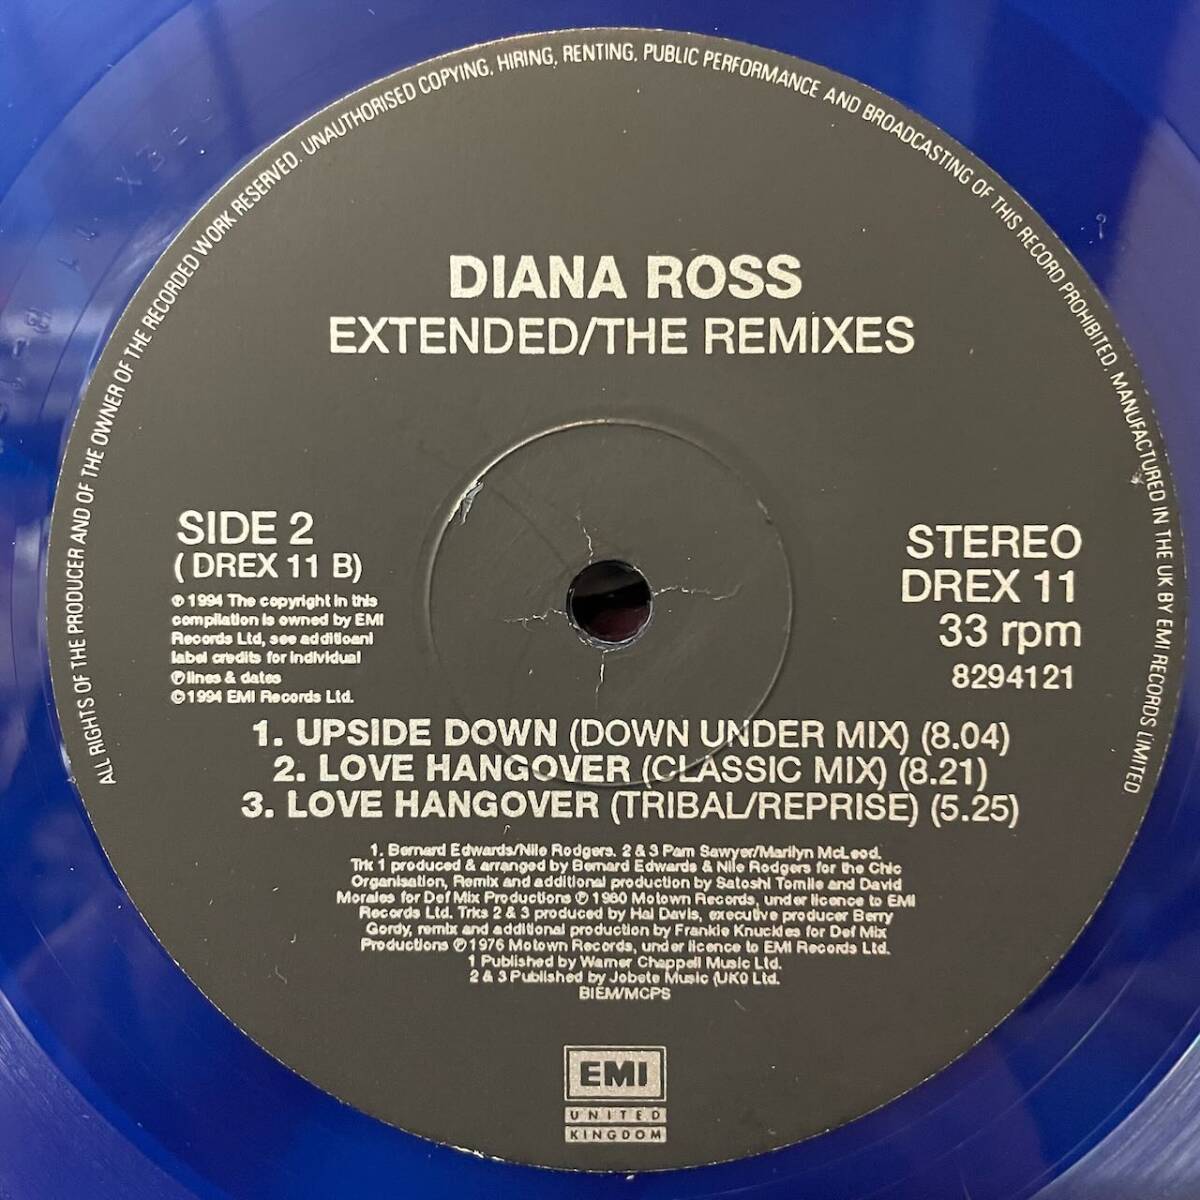 ALL RIGHTS OF THE PRODUCER AND OF THE OWNER OF THE RECORDED WORK RESERVED. UNAUTHORISED COPYING, HIRING, RENTING, PUBLIC PERFORMANCE AND BROADCASTING OF THIS RECORD PROHIBITED. MANUFACTURED IN THE UK BY EMI RECORDS LIMITED.
DIANA ROSS
EXTENDED/THE REMIXES
SIDE 2
( DREX 11 B)
℗ 1994 The copyright in this
compilation is owned by EMI
Records Ltd, see additioanl
label credits for individual
℗ lines & dates
© 1994 EMI Records Ltd.
STEREO
DREX 11
33 rpm
8294121
1. UPSIDE DOWN (DOWN UNDER MIX) (8.04)
2. LOVE HANGOVER (CLASSIC MIX) (8.21)
3. LOVE HANGOVER (TRIBAL/REPRISE) (5.25)
1. Bernard Edwards/Nile Rodgers. 2 & 3 Pam Sawyer/Marilyn McLeod.
Trk 1 produced & arranged by Bernard Edwards & Nile Rodgers for the Chic
Organisation, Remix and additional production by Satoshi Tomiie and David
Morales for Def Mix Productions ℗ 1980 Motown Records, under licence to EMI
Records Ltd. Trks 2 & 3 produced by Hal Davis, executive producer Berry
Gordy, remix and additional production by Frankie Knuckles for Def Mix
Productions ℗ 1976 Motown Records, under licence to EMI Records Ltd.
1 Published by Warner Chappell Music Ltd.
2 & 3 Published by Jobete Music (UK0 Ltd.
BIEM/MCPS
EMI
UNITED
KINGDOM